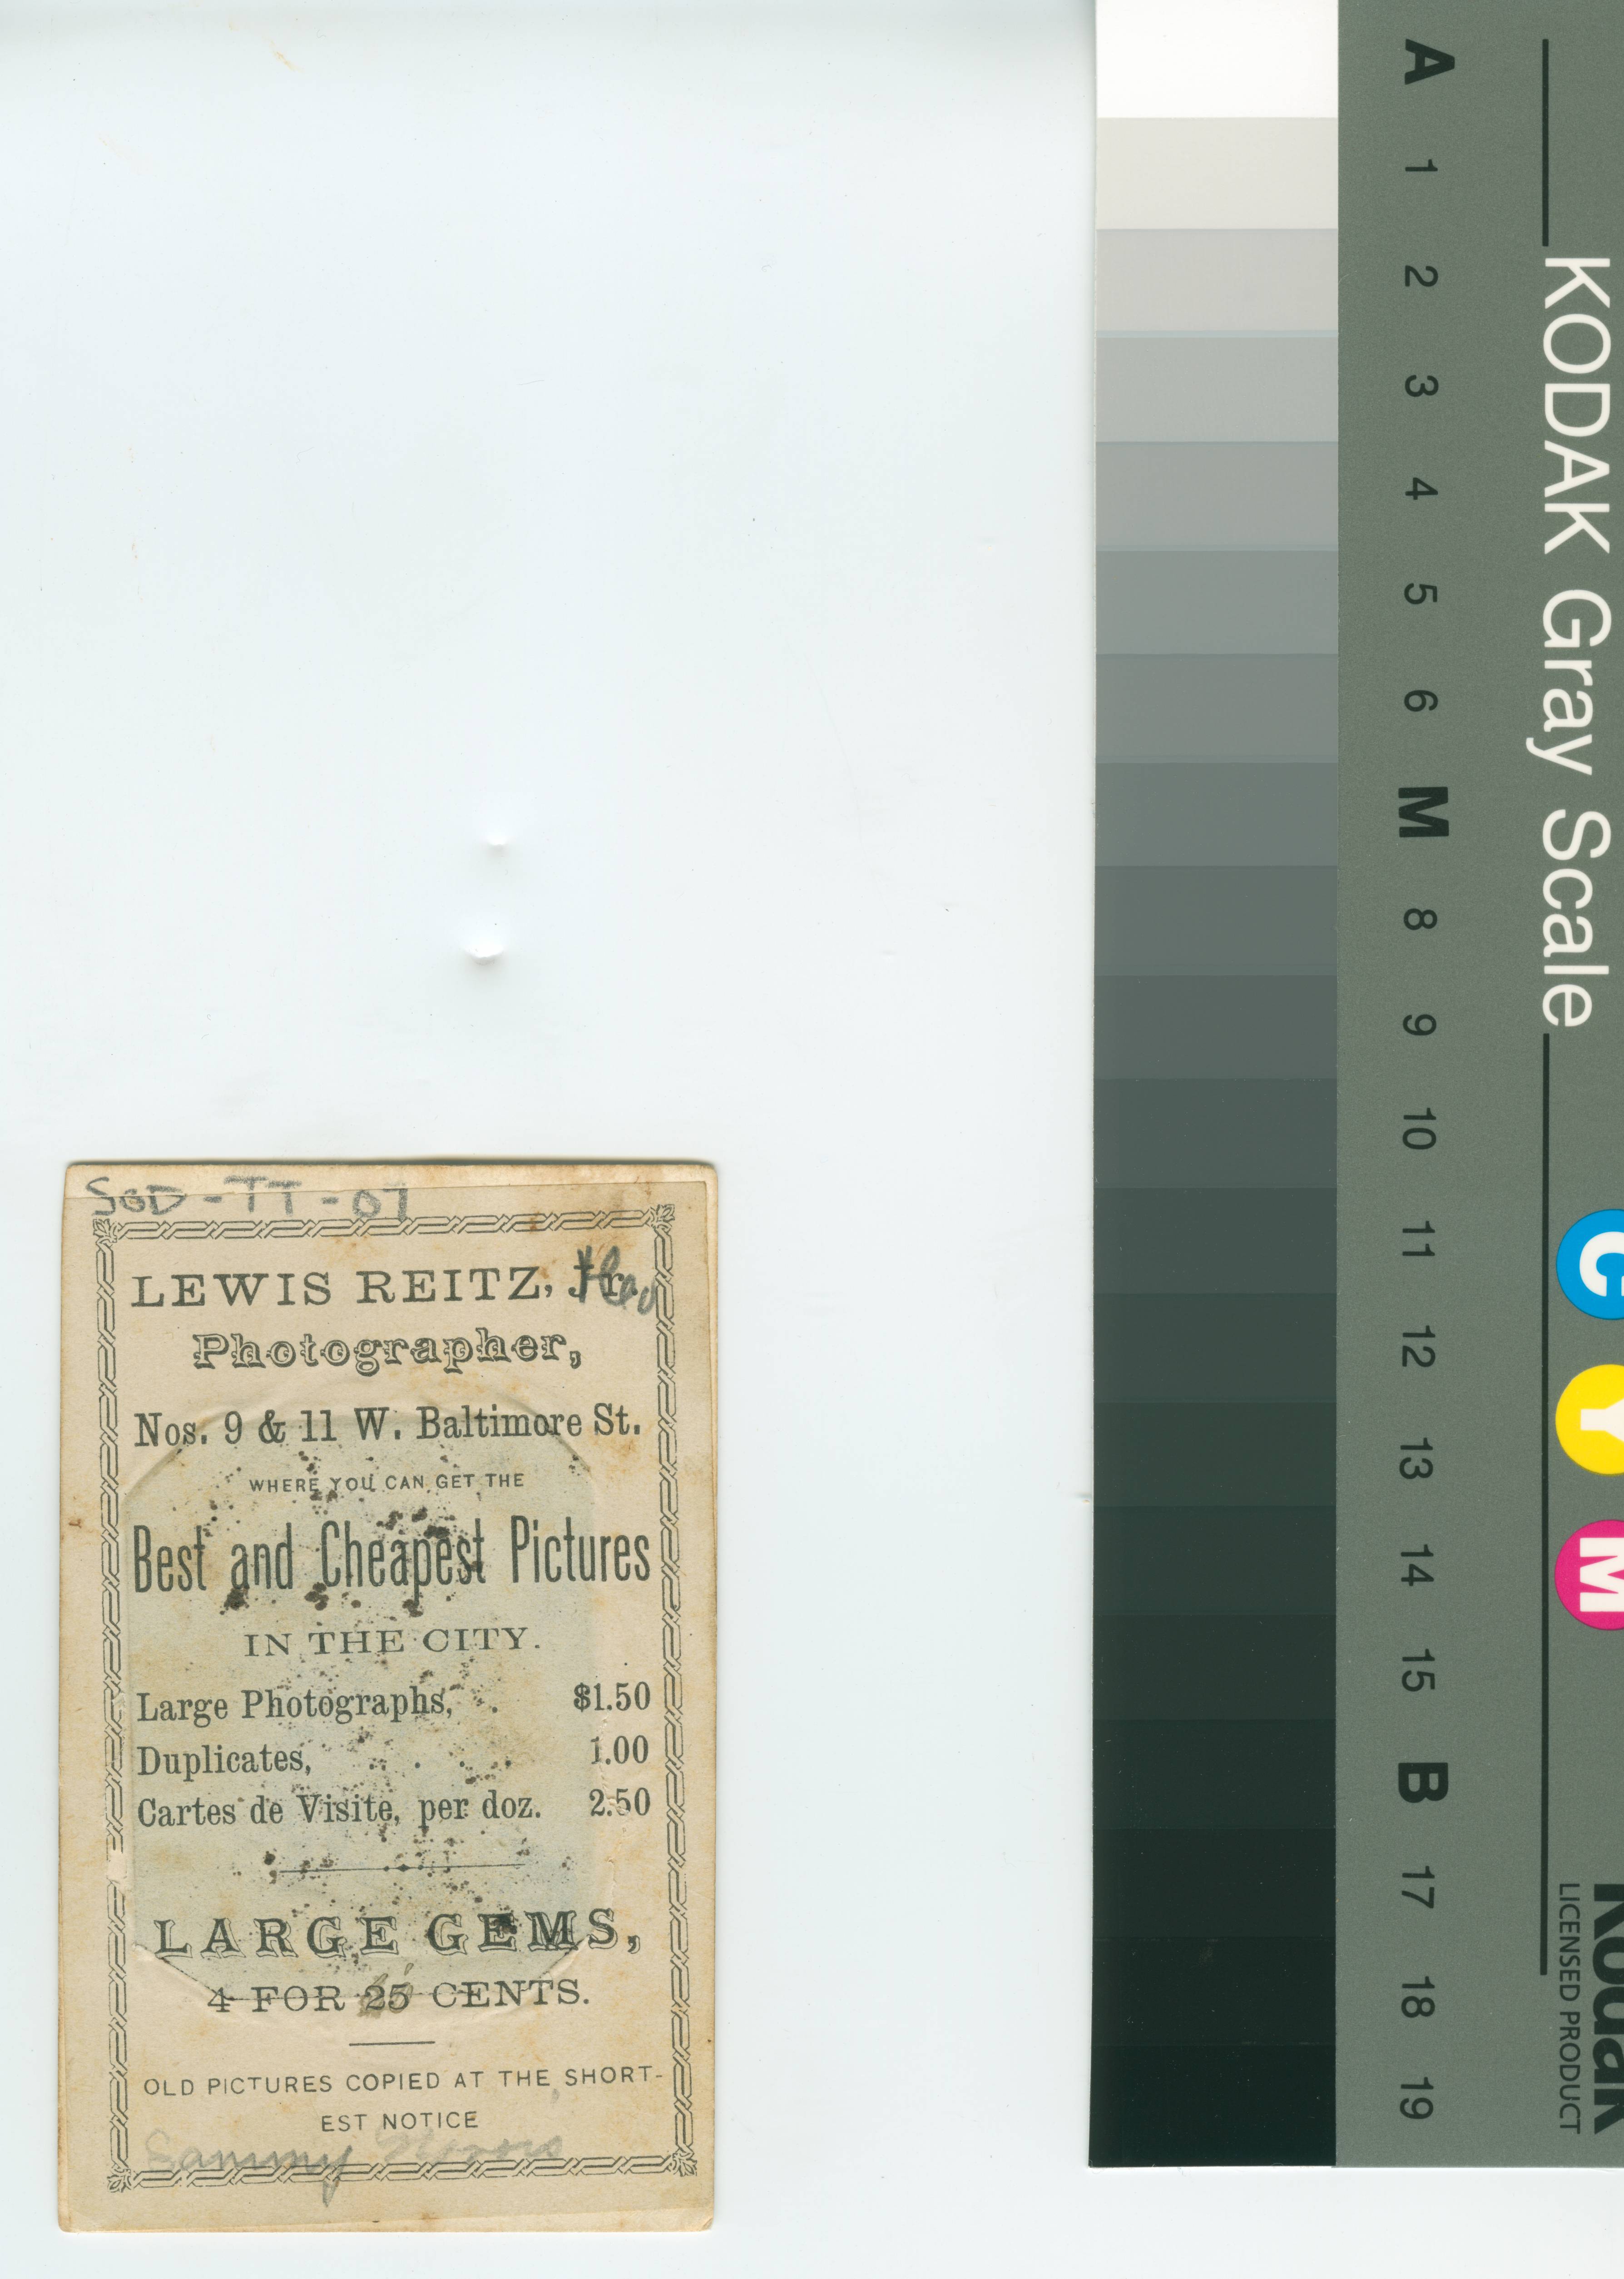 SGD-TT-07
LEWIS REITZ, Jr.
Photographer,
Nos. 9 & 11 W. Baltimore St.
WHERE YOU CAN GET THE
Best and Cheapest Pictures
IN THE CITY.
Large Photographs, . $1.50
Duplicates, . . . . 1.00
Cartes de Visite, per doz. 2.50
LARGE GEMS,
4 FOR 25 CENTS.
OLD PICTURES COPIED AT THE SHORT-
EST NOTICE
Sammy
A 1 2 3 4 5 6 M 8 9 10 11 12 13 14 15 B 17 18 19
KODAK Gray Scale
C Y M
Kodak
LICENSED PRODUCT